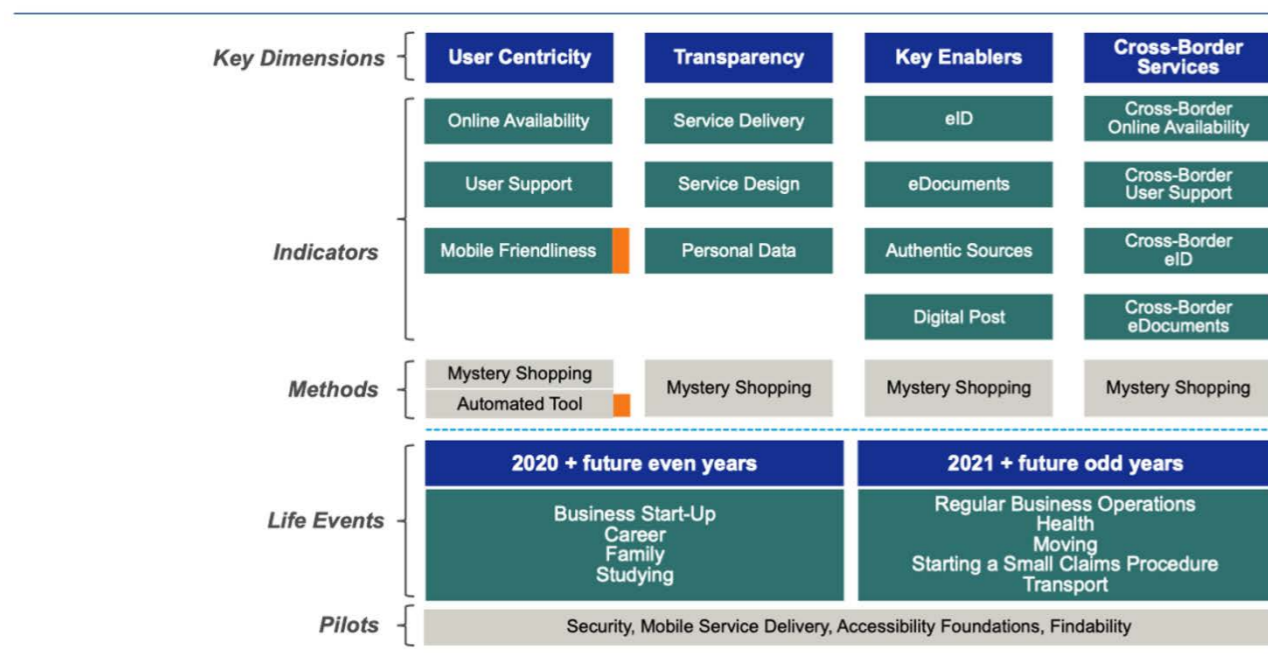 Key Dimensions
User Centricity
Transparency
Key Enablers
Cross-Border
Services
Indicators
Online Availability
Service Delivery
eID
Cross-Border
Online Availability
User Support
Service Design
eDocuments
Cross-Border
User Support
Mobile Friendliness
Personal Data
Authentic Sources
Cross-Border
eID
Digital Post
Cross-Border
eDocuments
Methods
Mystery Shopping
Automated Tool
Mystery Shopping
Mystery Shopping
Mystery Shopping
Life Events
2020 + future even years
Business Start-Up
Career
Family
Studying
2021 + future odd years
Regular Business Operations
Health
Moving
Starting a Small Claims Procedure
Transport
Pilots
Security, Mobile Service Delivery, Accessibility Foundations, Findability